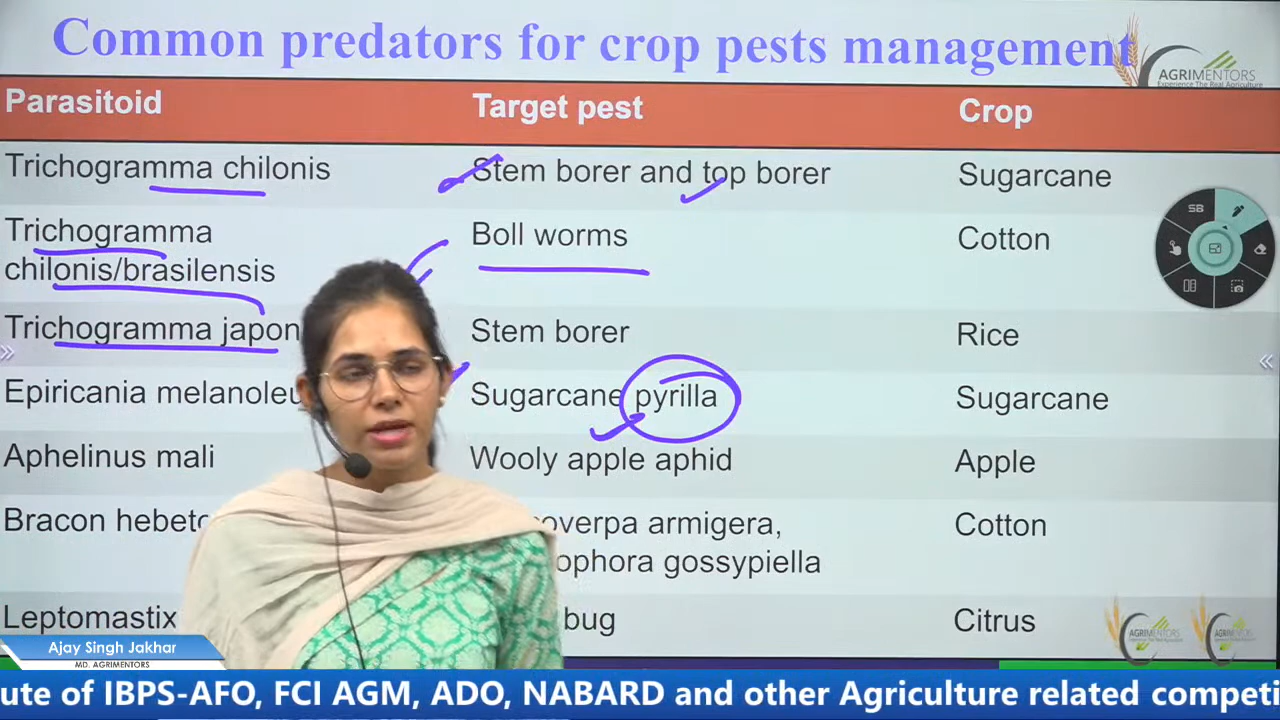 Common predators for crop pests management
AGRIMENTORS
Experience The Real Agriculture
Parasitoid Target pest Crop
Trichogramma chilonis Stem borer and top borer Sugarcane
SB
Trichogramma Boll worms Cotton
chilonis/brasilensis
Trichogramma japon Stem borer Rice
Epiricania melanoleu Sugarcane pyrilla Sugarcane
Aphelinus mali Wooly apple aphid Apple
Bracon hebeto overpa armigera, Cotton
ophora gossypiella
Leptomastix bug Citrus
AGRIMENTORS AGRIMENTORS
Ajay Singh Jakhar
MD. AGRIMENTORS
ute of IBPS-AFO, FCI AGM, ADO, NABARD and other Agriculture related competi